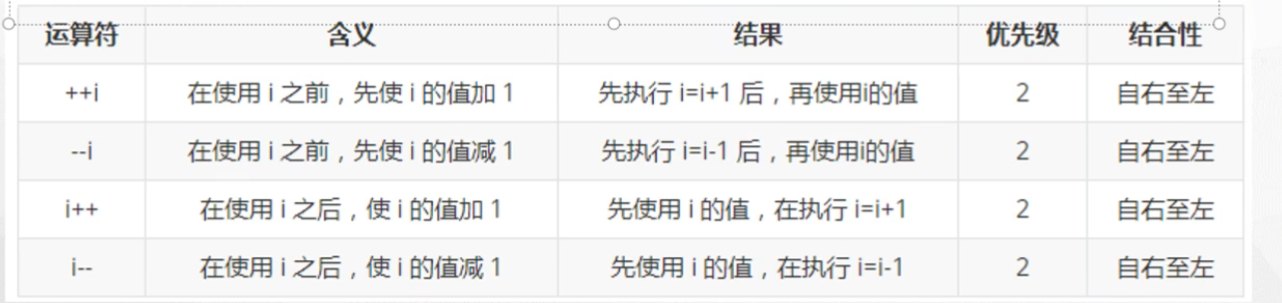 运算符 含义 结果 优先级 结合性
++i 在使用 i 之前，先使 i 的值加 1 先执行 i=i+1 后，再使用i的值 2 自右至左
--i 在使用 i 之前，先使 i 的值减 1 先执行 i=i-1 后，再使用i的值 2 自右至左
i++ 在使用 i 之后，使 i 的值加 1 先使用 i 的值，在执行 i=i+1 2 自右至左
i-- 在使用 i 之后，使 i 的值减 1 先使用 i 的值，在执行 i=i-1 2 自右至左